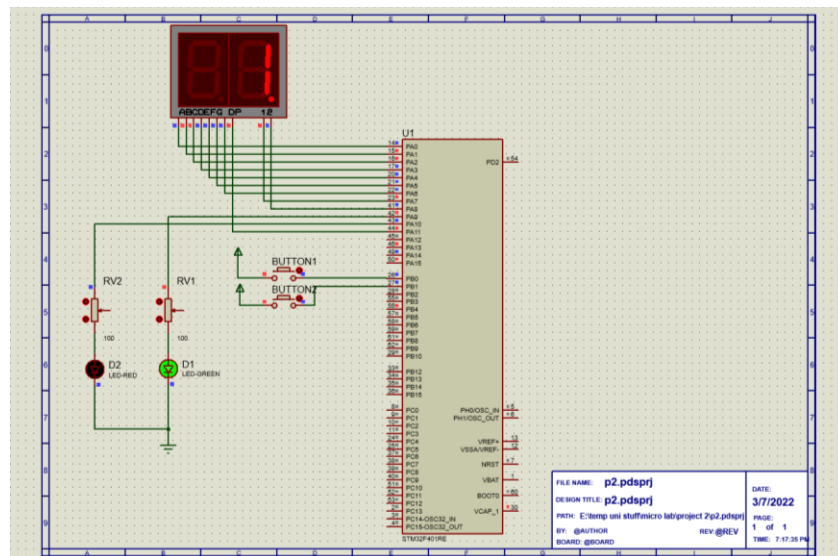 A B C D E F G H I J
ABCDEFG DP 12
U1
PA0
PA1
PA2
PA3
PA4
PA5
PA6
PA7
PA8
PA9
PA10
PA11
PA12
PA13
PA14
PA15
PD2
54
BUTTON1
BUTTON2
PB0
PB1
PB2
PB3
PB4
PB5
PB6
PB7
PB8
PB9
PB10
RV2
RV1
100
100
D2
LED-RED
D1
LED-GREEN
PB12
PB13
PB14
PB15
PC0
PC1
PC2
PC3
PC4
PC5
PC6
PC7
PC8
PC9
PC10
PC11
PC12
PC13
PC14-OSC32_IN
PC15-OSC32_OUT
PH0/OSC_IN
5
PH1/OSC_OUT
6
VREF+
13
VSSA/VREF-
12
NRST
7
VBAT
1
BOOT0
60
VCAP_1
30
STM32F401RE
FILE NAME: p2.pdsprj
DESIGN TITLE: p2.pdsprj
PATH: E:\temp uni stuff\micro lab\project 2\p2.pdsprj
BY: @AUTHOR
REV:@REV
BOARD: @BOARD
DATE:
3/7/2022
PAGE:
1 of 1
TIME: 7:17:35 PM